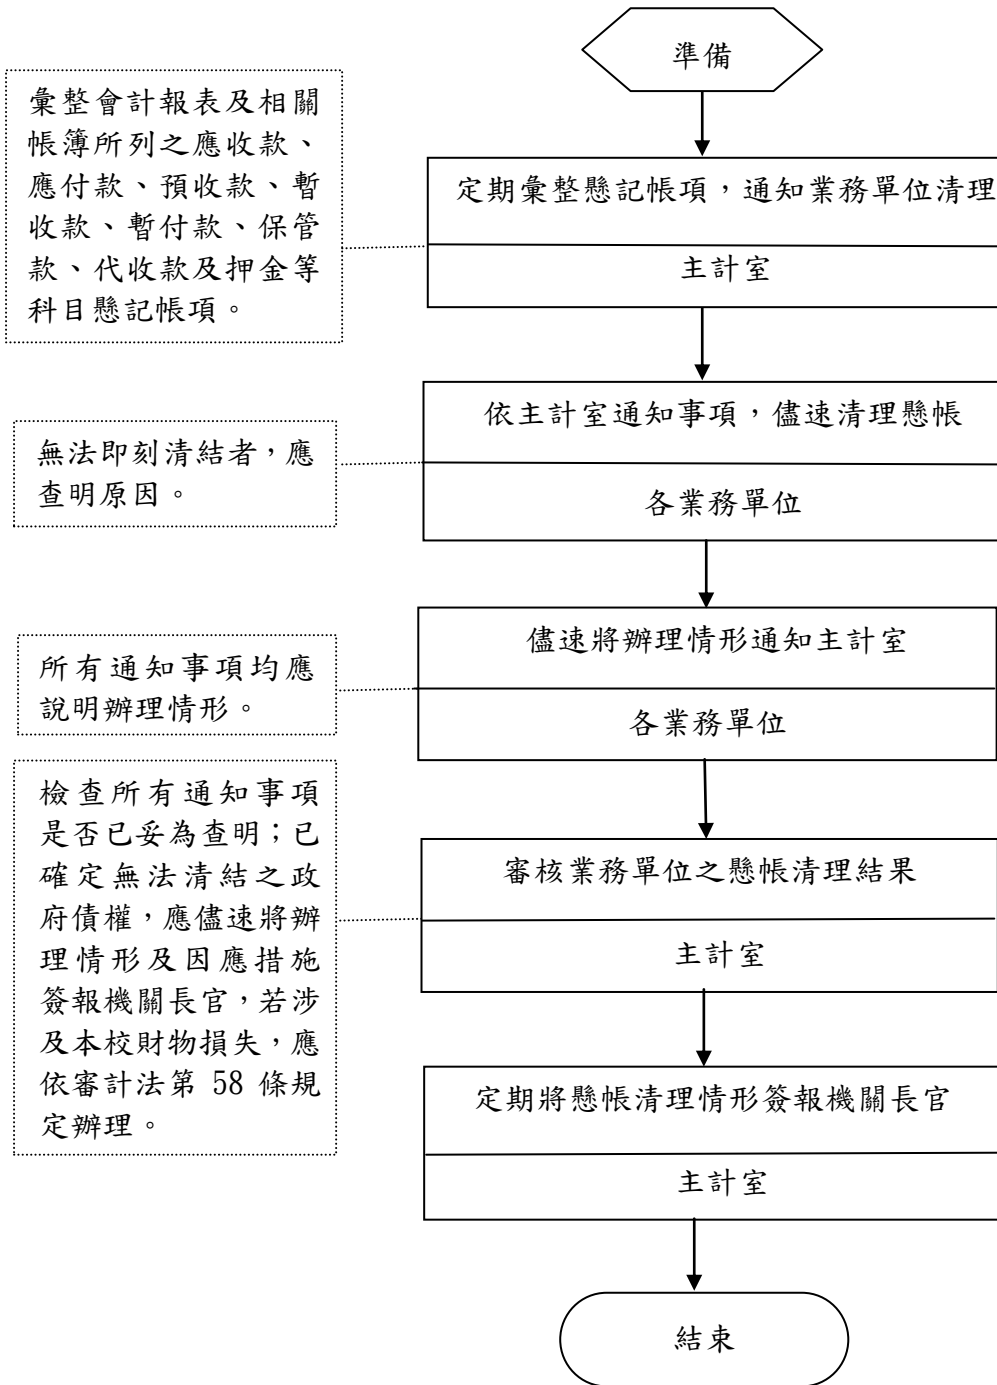 準備
彙整會計報表及相關
帳簿所列之應收款、
應付款、預收款、暫
收款、暫付款、保管
款、代收款及押金等
科目懸記帳項。
定期彙整懸記帳項，通知業務單位清理
主計室
無法即刻清結者，應
查明原因。
依主計室通知事項，儘速清理懸帳
各業務單位
所有通知事項均應
說明辦理情形。
儘速將辦理情形通知主計室
各業務單位
檢查所有通知事項
是否已妥為查明；已
確定無法清結之政
府債權，應儘速將辦
理情形及因應措施
簽報機關長官，若涉
及本校財物損失，應
依審計法第 58 條規
定辦理。
審核業務單位之懸帳清理結果
主計室
定期將懸帳清理情形簽報機關長官
主計室
結束